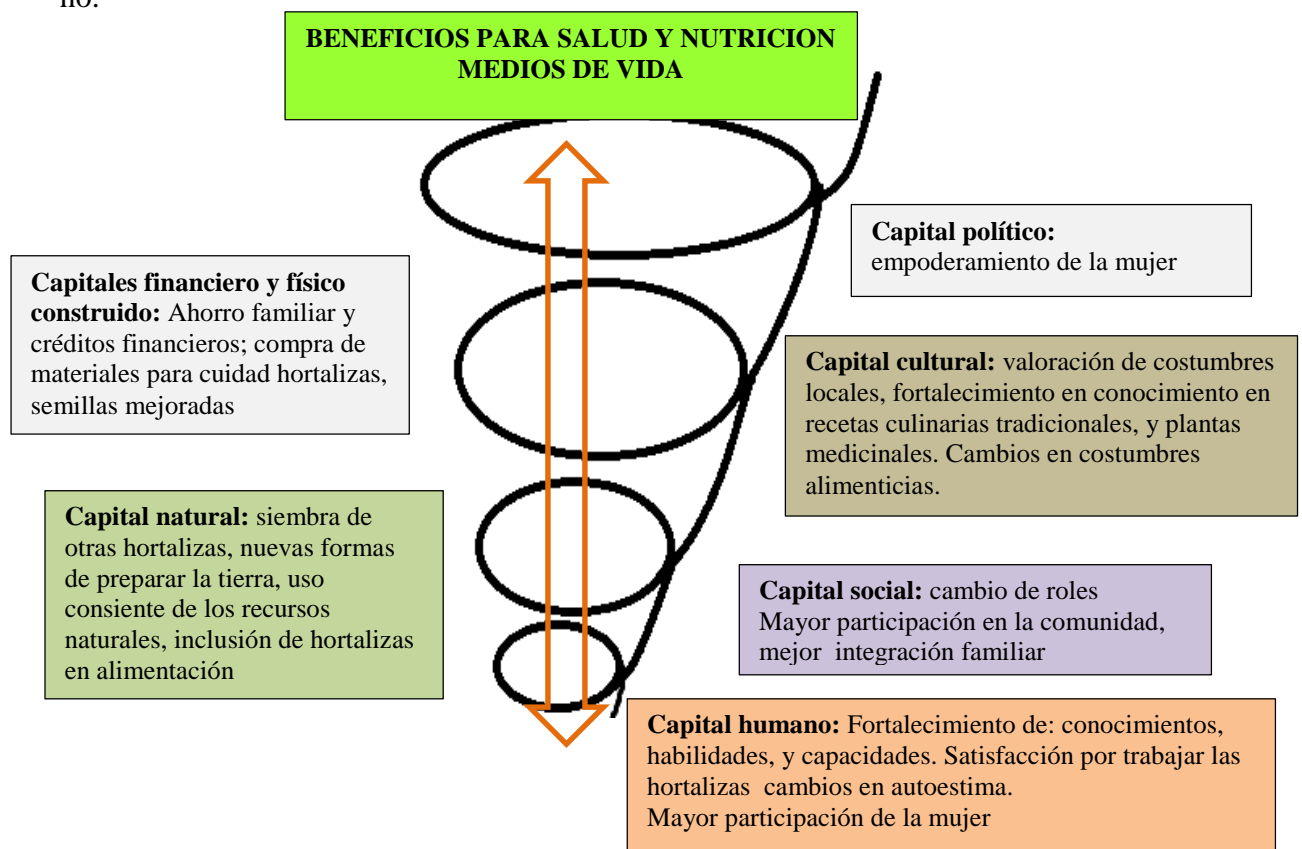 no.
BENEFICIOS PARA SALUD Y NUTRICION
MEDIOS DE VIDA
Capital político:
empoderamiento de la mujer
Capitales financiero y físico
construido: Ahorro familiar y
créditos financieros; compra de
materiales para cuidad hortalizas,
semillas mejoradas
Capital cultural: valoración de costumbres
locales, fortalecimiento en conocimiento en
recetas culinarias tradicionales, y plantas
medicinales. Cambios en costumbres
alimenticias.
Capital natural: siembra de
otras hortalizas, nuevas formas
de preparar la tierra, uso
consiente de los recursos
naturales, inclusión de hortalizas
en alimentación
Capital social: cambio de roles
Mayor participación en la comunidad,
mejor integración familiar
Capital humano: Fortalecimiento de: conocimientos,
habilidades, y capacidades. Satisfacción por trabajar las
hortalizas cambios en autoestima.
Mayor participación de la mujer